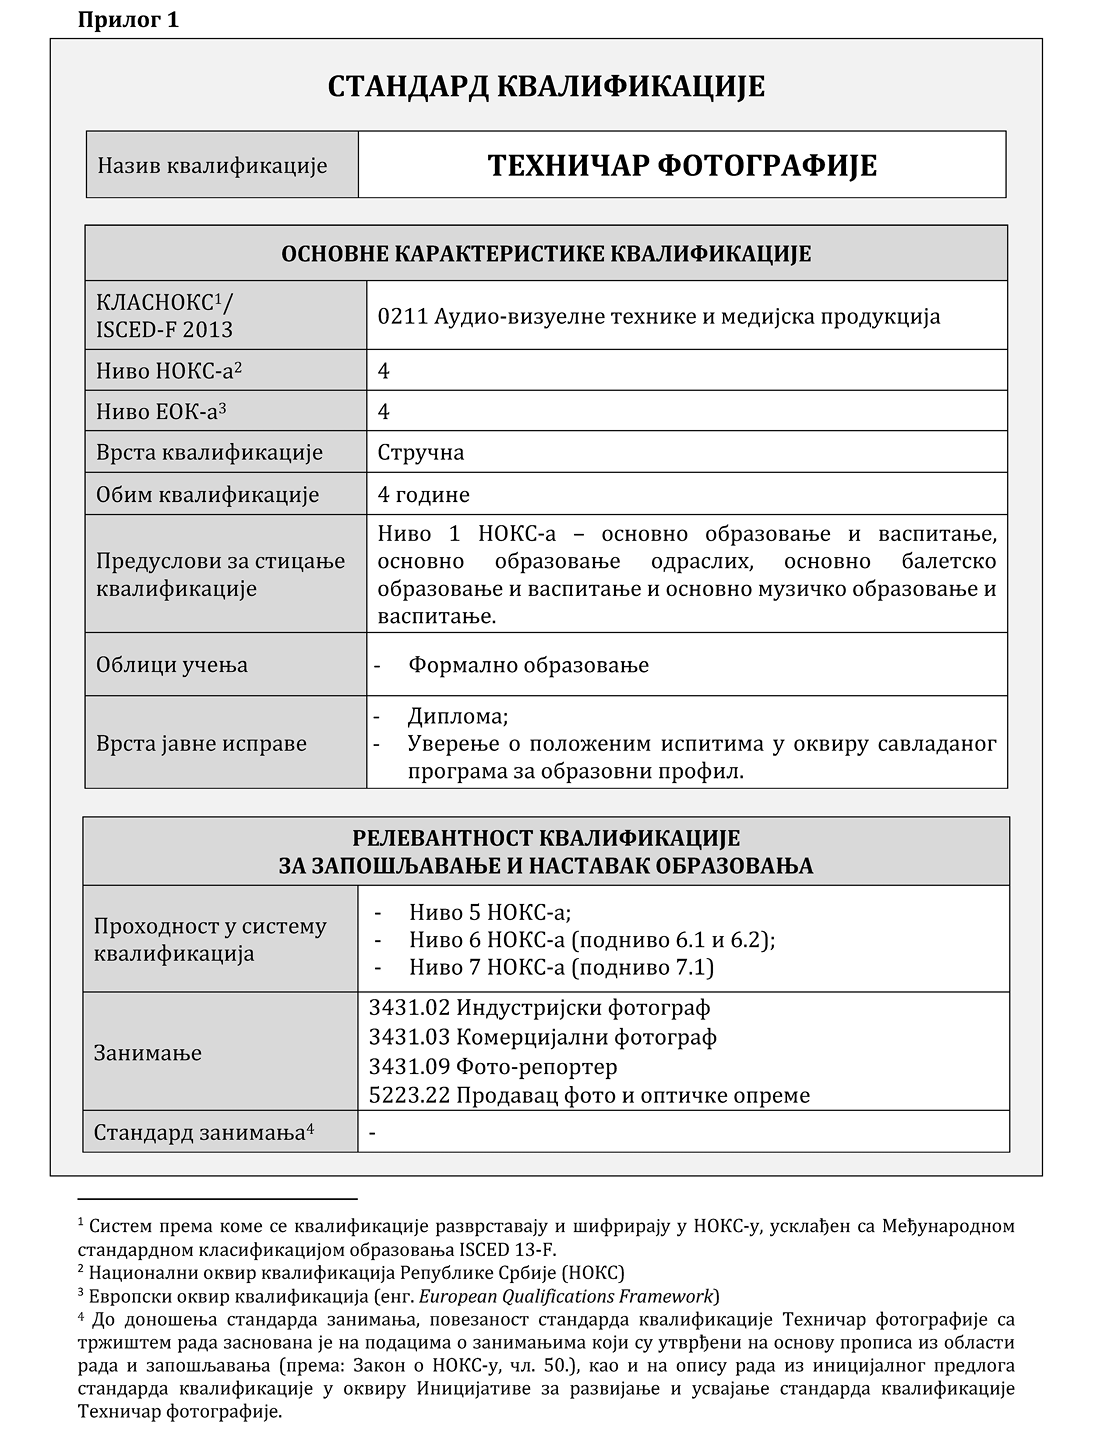 Прилог 1
СТАНДАРД КВАЛИФИКАЦИЈЕ
Назив квалификације
ТЕХНИЧАР ФОТОГРАФИЈЕ
ОСНОВНЕ КАРАКТЕРИСТИКЕ КВАЛИФИКАЦИЈЕ
КЛАСНОКС¹/
ISCED-F 2013
0211 Аудио-визуелне технике и медијска продукција
Ниво НОКС-а²
4
Ниво ЕОК-а³
4
Врста квалификације
Стручна
Обим квалификације
4 године
Предуслови за стицање
квалификације
Ниво 1 НОКС-а – основно образовање и васпитање,
основно образовање одраслих, основно балетско
образовање и васпитање и основно музичко образовање и
васпитање.
Облици учења
- Формално образовање
Врста јавне исправе
- Диплома;
- Уверење о положеним испитима у оквиру савладаног
програма за образовни профил.
РЕЛЕВАНТНОСТ КВАЛИФИКАЦИЈЕ
ЗА ЗАПОШЉАВАЊЕ И НАСТАВАК ОБРАЗОВАЊА
Проходност у систему
квалификација
- Ниво 5 НОКС-а;
- Ниво 6 НОКС-а (подниво 6.1 и 6.2);
- Ниво 7 НОКС-а (подниво 7.1)
Занимање
3431.02 Индустријски фотограф
3431.03 Комерцијални фотограф
3431.09 Фото-репортер
5223.22 Продавац фото и оптичке опреме
Стандард занимања⁴
-
¹ Систем према коме се квалификације разврставају и шифрирају у НОКС-у, усклађен са Међународном
стандардном класификацијом образовања ISCED 13-F.
² Национални оквир квалификација Републике Србије (НОКС)
³ Европски оквир квалификација (енг. European Qualifications Framework)
⁴ До доношења стандарда занимања, повезаност стандарда квалификације Техничар фотографије са
тржиштем рада заснована је на подацима о занимањима који су утврђени на основу прописа из области
рада и запошљавања (према: Закон о НОКС-у, чл. 50.), као и на опису рада из иницијалног предлога
стандарда квалификације у оквиру Иницијативе за развијање и усвајање стандарда квалификације
Техничар фотографије.